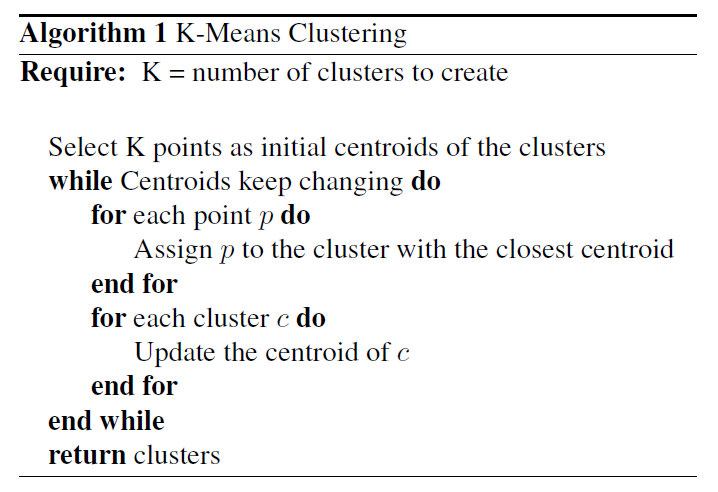 Algorithm 1 K-Means Clustering
Require: K = number of clusters to create
Select K points as initial centroids of the clusters
while Centroids keep changing do
for each point p do
Assign p to the cluster with the closest centroid
end for
for each cluster c do
Update the centroid of c
end for
end while
return clusters